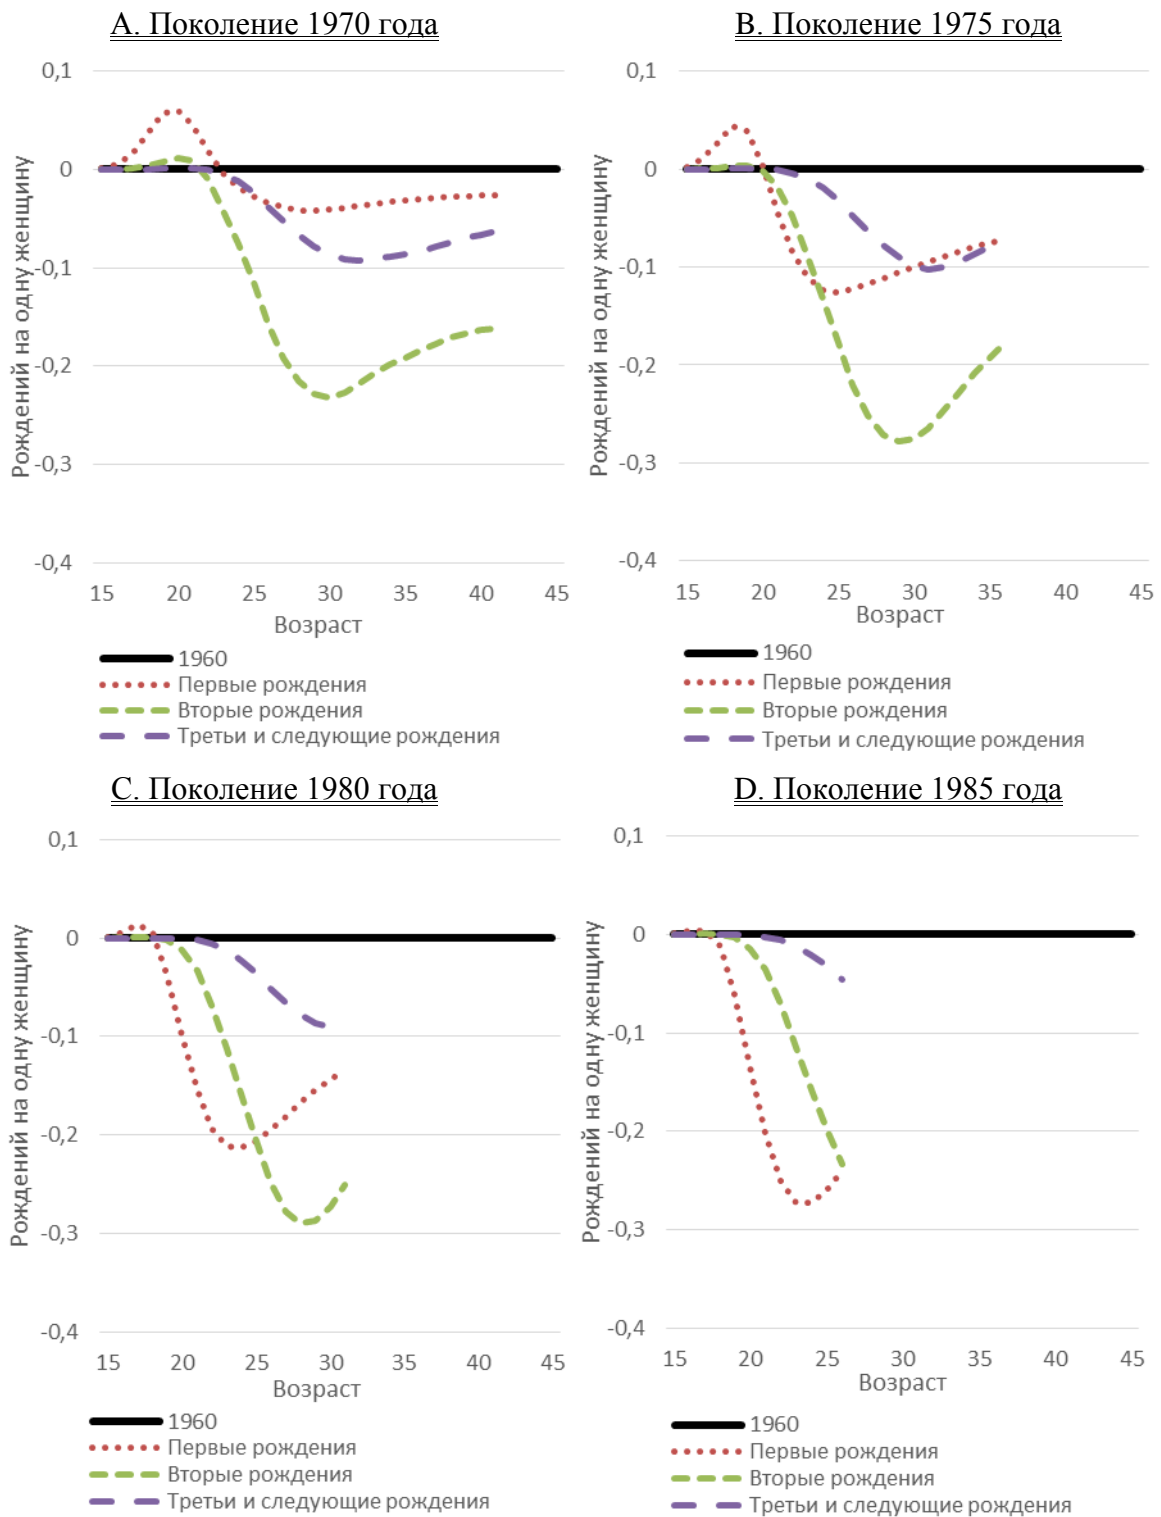 A. Поколение 1970 года
0,1
0
-0,1
-0,2
-0,3
-0,4
Рождений на одну женщину
15 20 25 30 35 40 45
Возраст
1960
Первые рождения
Вторые рождения
Третьи и следующие рождения
B. Поколение 1975 года
0,1
0
-0,1
-0,2
-0,3
-0,4
Рождений на одну женщину
15 20 25 30 35 40 45
Возраст
1960
Первые рождения
Вторые рождения
Третьи и следующие рождения
C. Поколение 1980 года
0,1
0
-0,1
-0,2
-0,3
-0,4
Рождений на одну женщину
15 20 25 30 35 40 45
Возраст
1960
Первые рождения
Вторые рождения
Третьи и следующие рождения
D. Поколение 1985 года
0,1
0
-0,1
-0,2
-0,3
-0,4
Рождений на одну женщину
15 20 25 30 35 40 45
Возраст
1960
Первые рождения
Вторые рождения
Третьи и следующие рождения